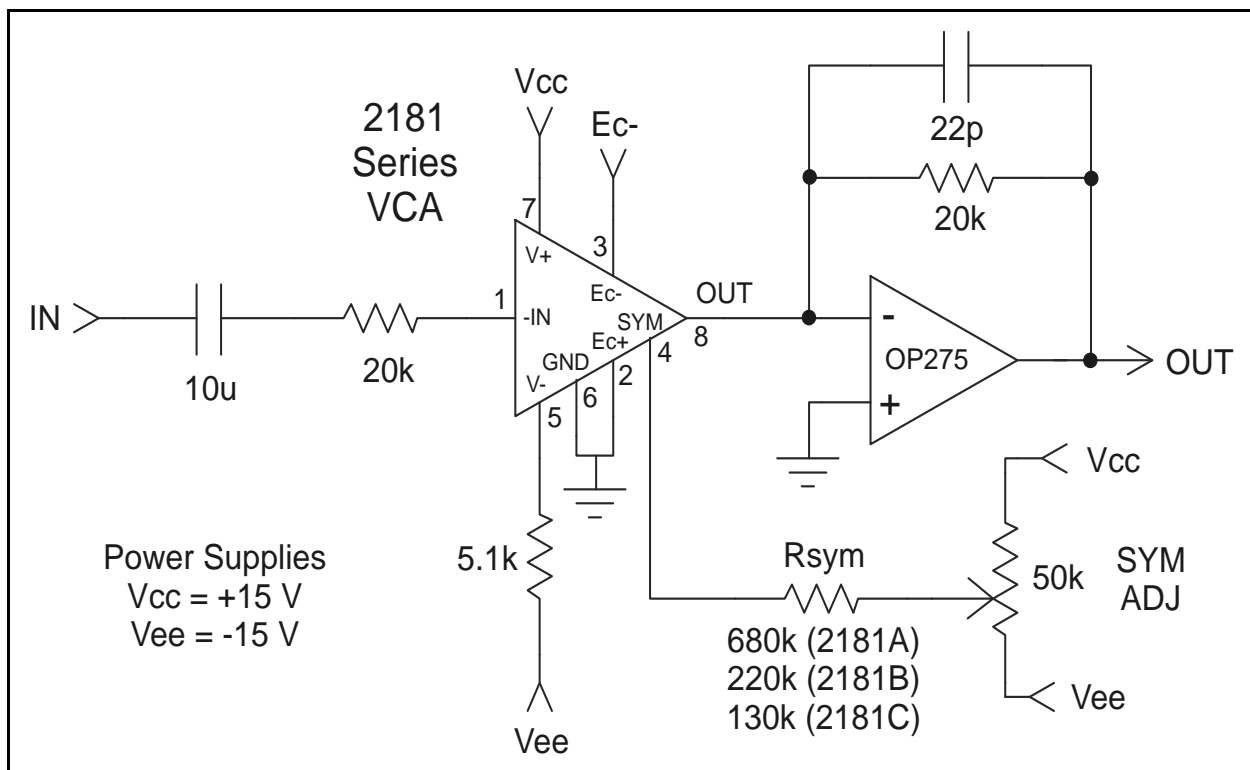 Vcc
2181
Series
VCA
Ec-
22p
20k
7
V+
3
Ec-
IN
10u
20k
1
-IN
SYM
OUT
8
4
Ec+
2
GND
6
V-
5
-
OP275
+
OUT
Power Supplies
Vcc = +15 V
Vee = -15 V
5.1k
Vee
Rsym
680k (2181A)
220k (2181B)
130k (2181C)
Vcc
50k
SYM
ADJ
Vee